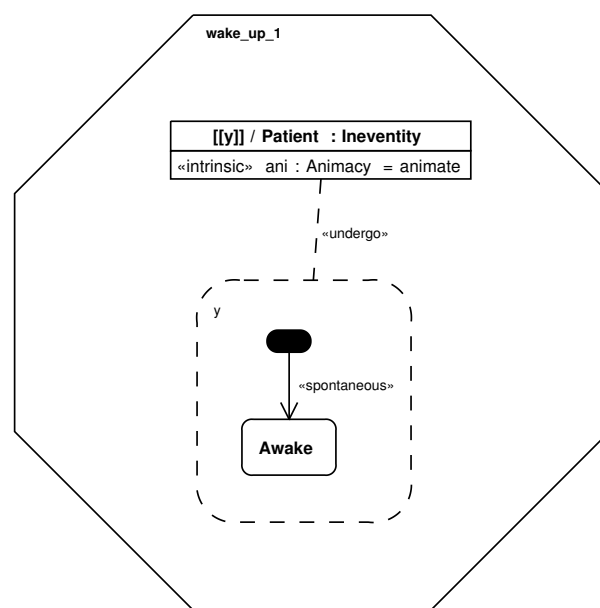 wake_up_1
[[y]] / Patient : Ineventity
«intrinsic» ani : Animacy = animate
«undergo»
y
«spontaneous»
Awake